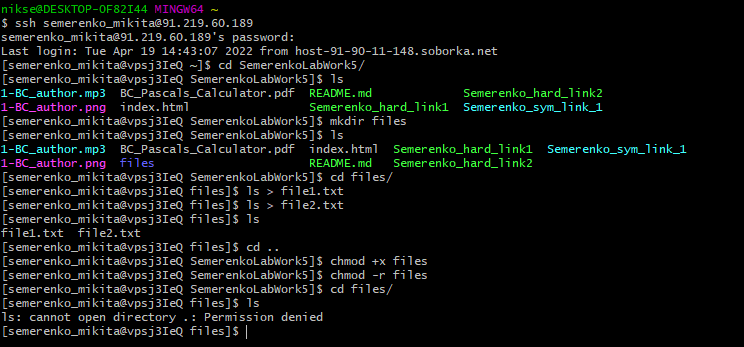 nikse@DESKTOP-OF82I44 MINGW64 ~
$ ssh semerenko_mikita@91.219.60.189
semerenko_mikita@91.219.60.189's password:
Last login: Tue Apr 19 14:43:07 2022 from host-91-90-11-148.soborka.net
[semerenko_mikita@vpsj3IeQ ~]$ cd SemerenkoLabWork5/
[semerenko_mikita@vpsj3IeQ SemerenkoLabWork5]$ ls
1-BC_author.mp3  BC_Pascals_Calculator.pdf  README.md             Semerenko_hard_link2
1-BC_author.png  index.html                 Semerenko_hard_link1  Semerenko_sym_link_1
[semerenko_mikita@vpsj3IeQ SemerenkoLabWork5]$ mkdir files
[semerenko_mikita@vpsj3IeQ SemerenkoLabWork5]$ ls
1-BC_author.mp3  BC_Pascals_Calculator.pdf  index.html  Semerenko_hard_link1  Semerenko_sym_link_1
1-BC_author.png  files                      README.md   Semerenko_hard_link2
[semerenko_mikita@vpsj3IeQ SemerenkoLabWork5]$ cd files/
[semerenko_mikita@vpsj3IeQ files]$ ls > file1.txt
[semerenko_mikita@vpsj3IeQ files]$ ls > file2.txt
[semerenko_mikita@vpsj3IeQ files]$ ls
file1.txt  file2.txt
[semerenko_mikita@vpsj3IeQ files]$ cd ..
[semerenko_mikita@vpsj3IeQ SemerenkoLabWork5]$ chmod +x files
[semerenko_mikita@vpsj3IeQ SemerenkoLabWork5]$ chmod -r files
[semerenko_mikita@vpsj3IeQ SemerenkoLabWork5]$ cd files/
[semerenko_mikita@vpsj3IeQ files]$ ls
ls: cannot open directory .: Permission denied
[semerenko_mikita@vpsj3IeQ files]$